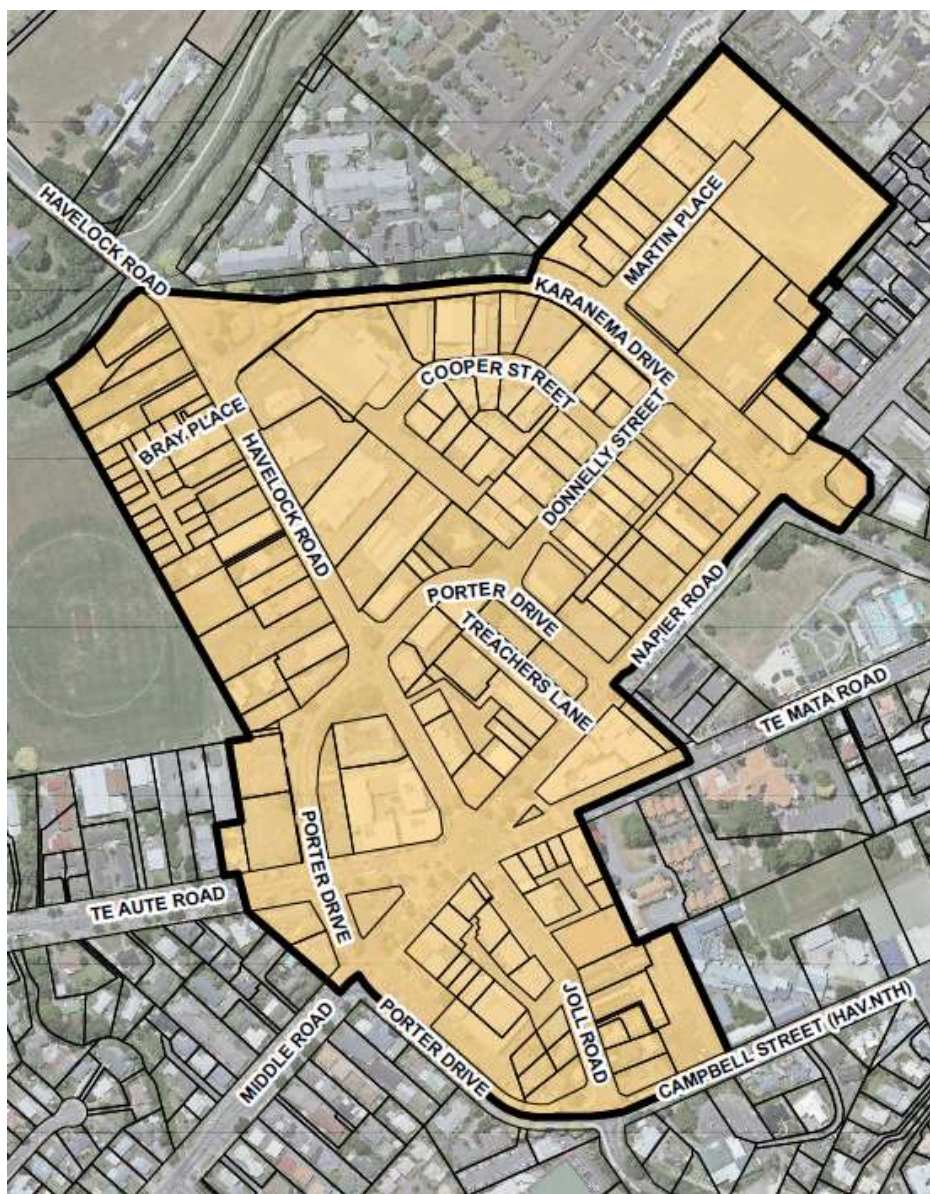 HAVELOCK ROAD
MARTIN PLACE
KARANEMA DRIVE
COOPER STREET
BRAY PLACE
HAVELOCK ROAD
DONNELLY STREET
PORTER DRIVE
TREACHERS LANE
NAPIER ROAD
TE MATA ROAD
PORTER DRIVE
TE AUTE ROAD
JOLL ROAD
CAMPBELL STREET (HAV.NTH)
MIDDLE ROAD
PORTER DRIVE